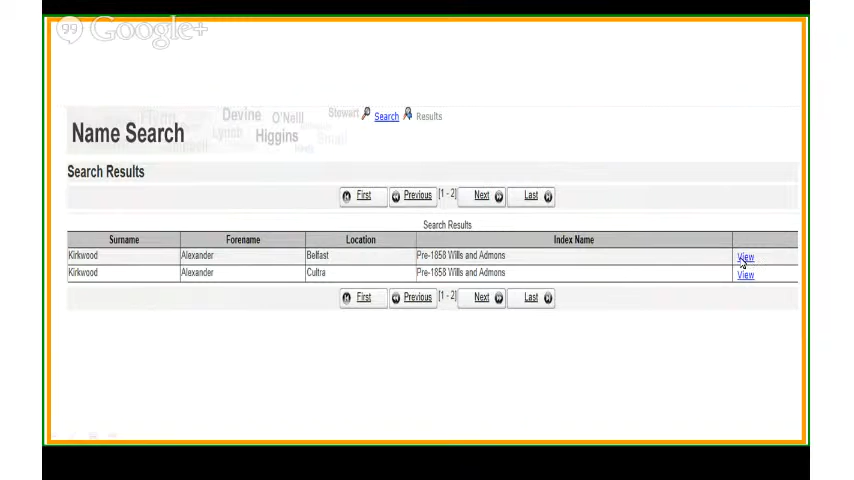 Google+
Devine O'Neill Stewart Search Results
Lynch Higgins
Name Search
Search Results
First Previous [1 - 2] Next Last
Search Results
Surname Forename Location Index Name
Kirkwood Alexander Belfast Pre-1858 Wills and Admons View
Kirkwood Alexander Cultra Pre-1858 Wills and Admons View
First Previous [1 - 2] Next Last